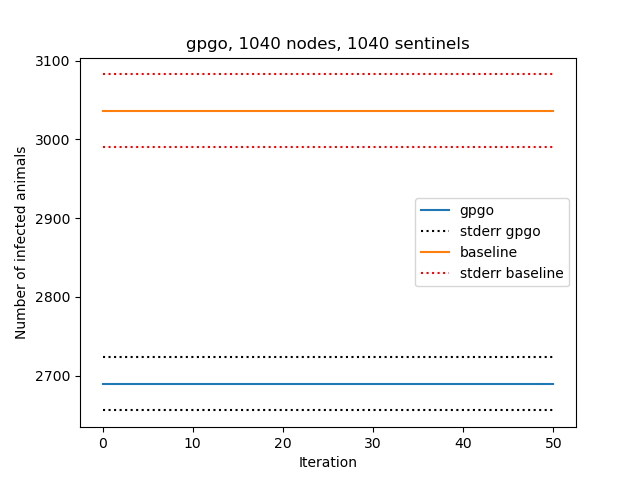 gpgo, 1040 nodes, 1040 sentinels
3100
3000
2900
2800
2700
Number of infected animals
gpgo
stderr gpgo
baseline
stderr baseline
0 10 20 30 40 50
Iteration